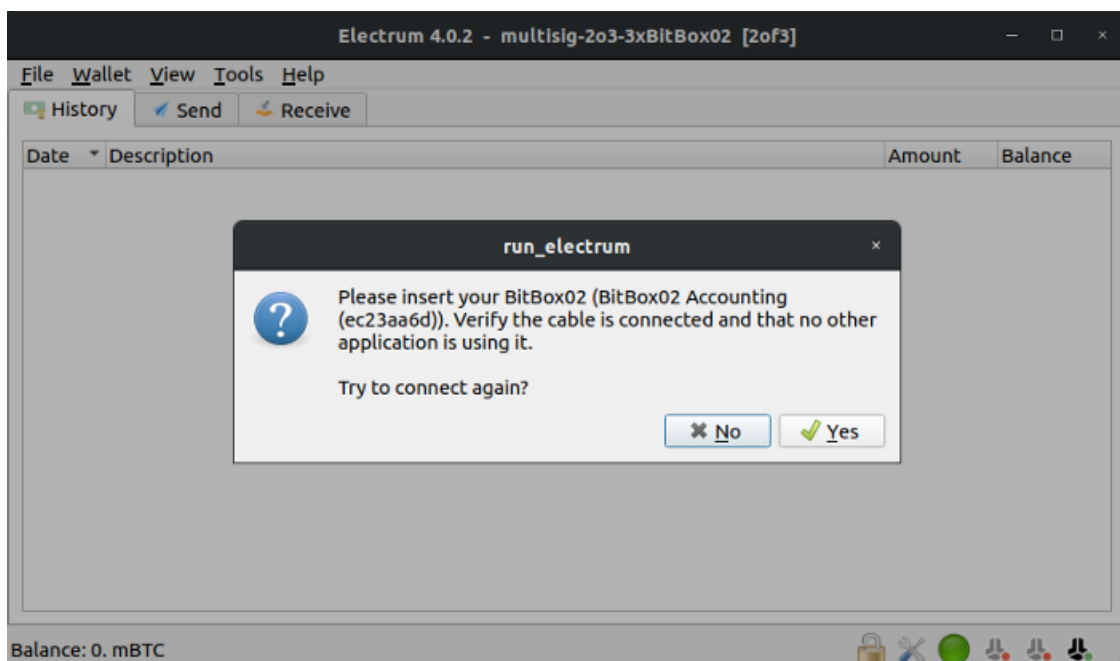 Electrum 4.0.2 - multisig-2o3-3xBitBox02 [2of3]
File Wallet View Tools Help
History Send Receive
Date Description Amount Balance
run_electrum
Please insert your BitBox02 (BitBox02 Accounting
(ec23aa6d)). Verify the cable is connected and that no other
application is using it.
Try to connect again?
No Yes
Balance: 0. mBTC